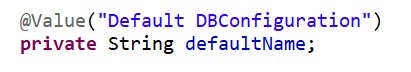 @Value("Default DBConfiguration")
private String defaultName;